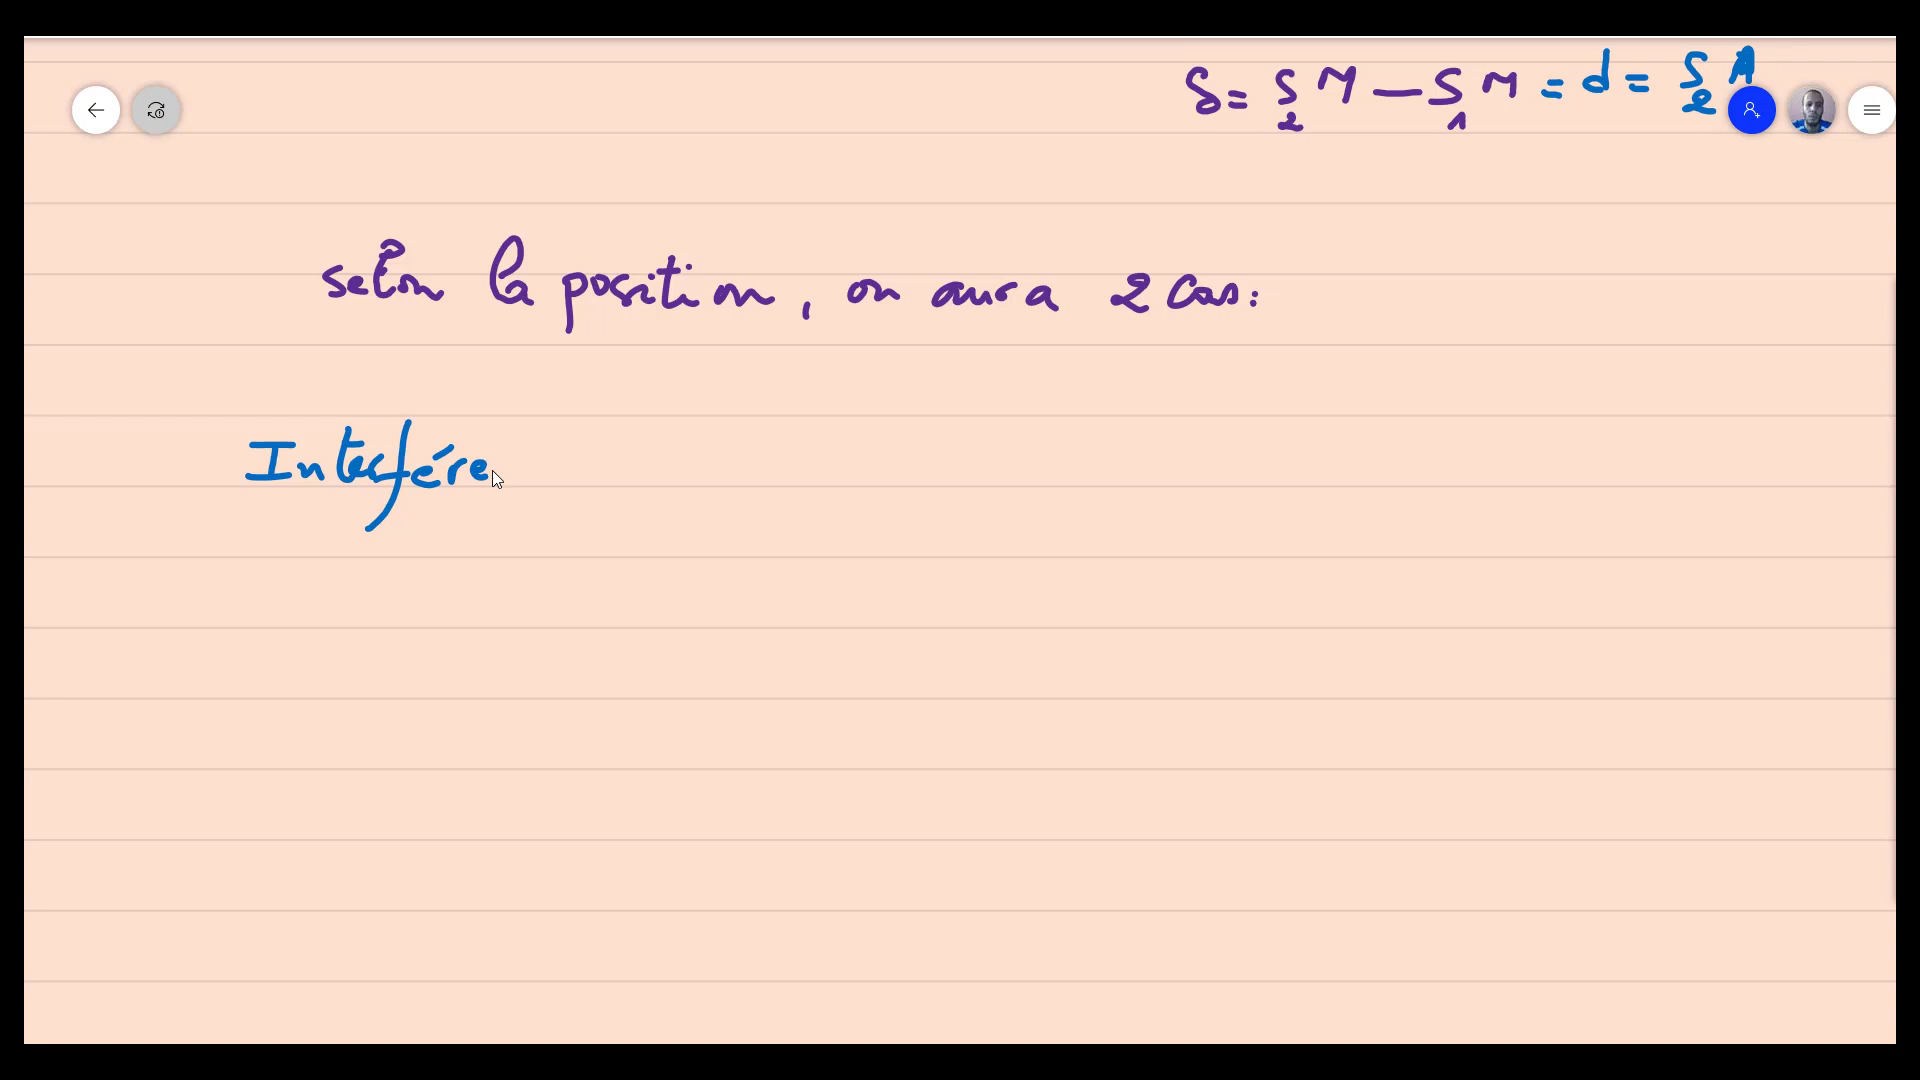 δ = S₂M — S₁M = d = S₂A
selon la position, on aura 2 cas:
Interfére